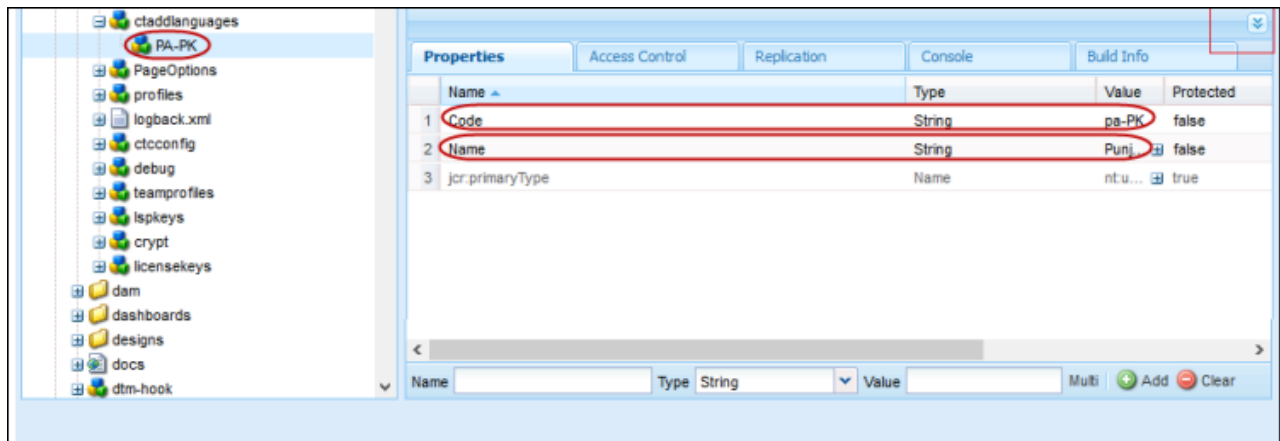 ctaddlanguages
PA-PK
PageOptions
profiles
logback.xml
ctcconfig
debug
teamprofiles
lspkeys
crypt
licensekeys
dam
dashboards
designs
docs
dtm-hook
Properties Access Control Replication Console Build Info
Name Type Value Protected
1 Code String pa-PK false
2 Name String Punj... false
3 jcr:primaryType Name nt:u... true
Name Type String Value Multi Add Clear